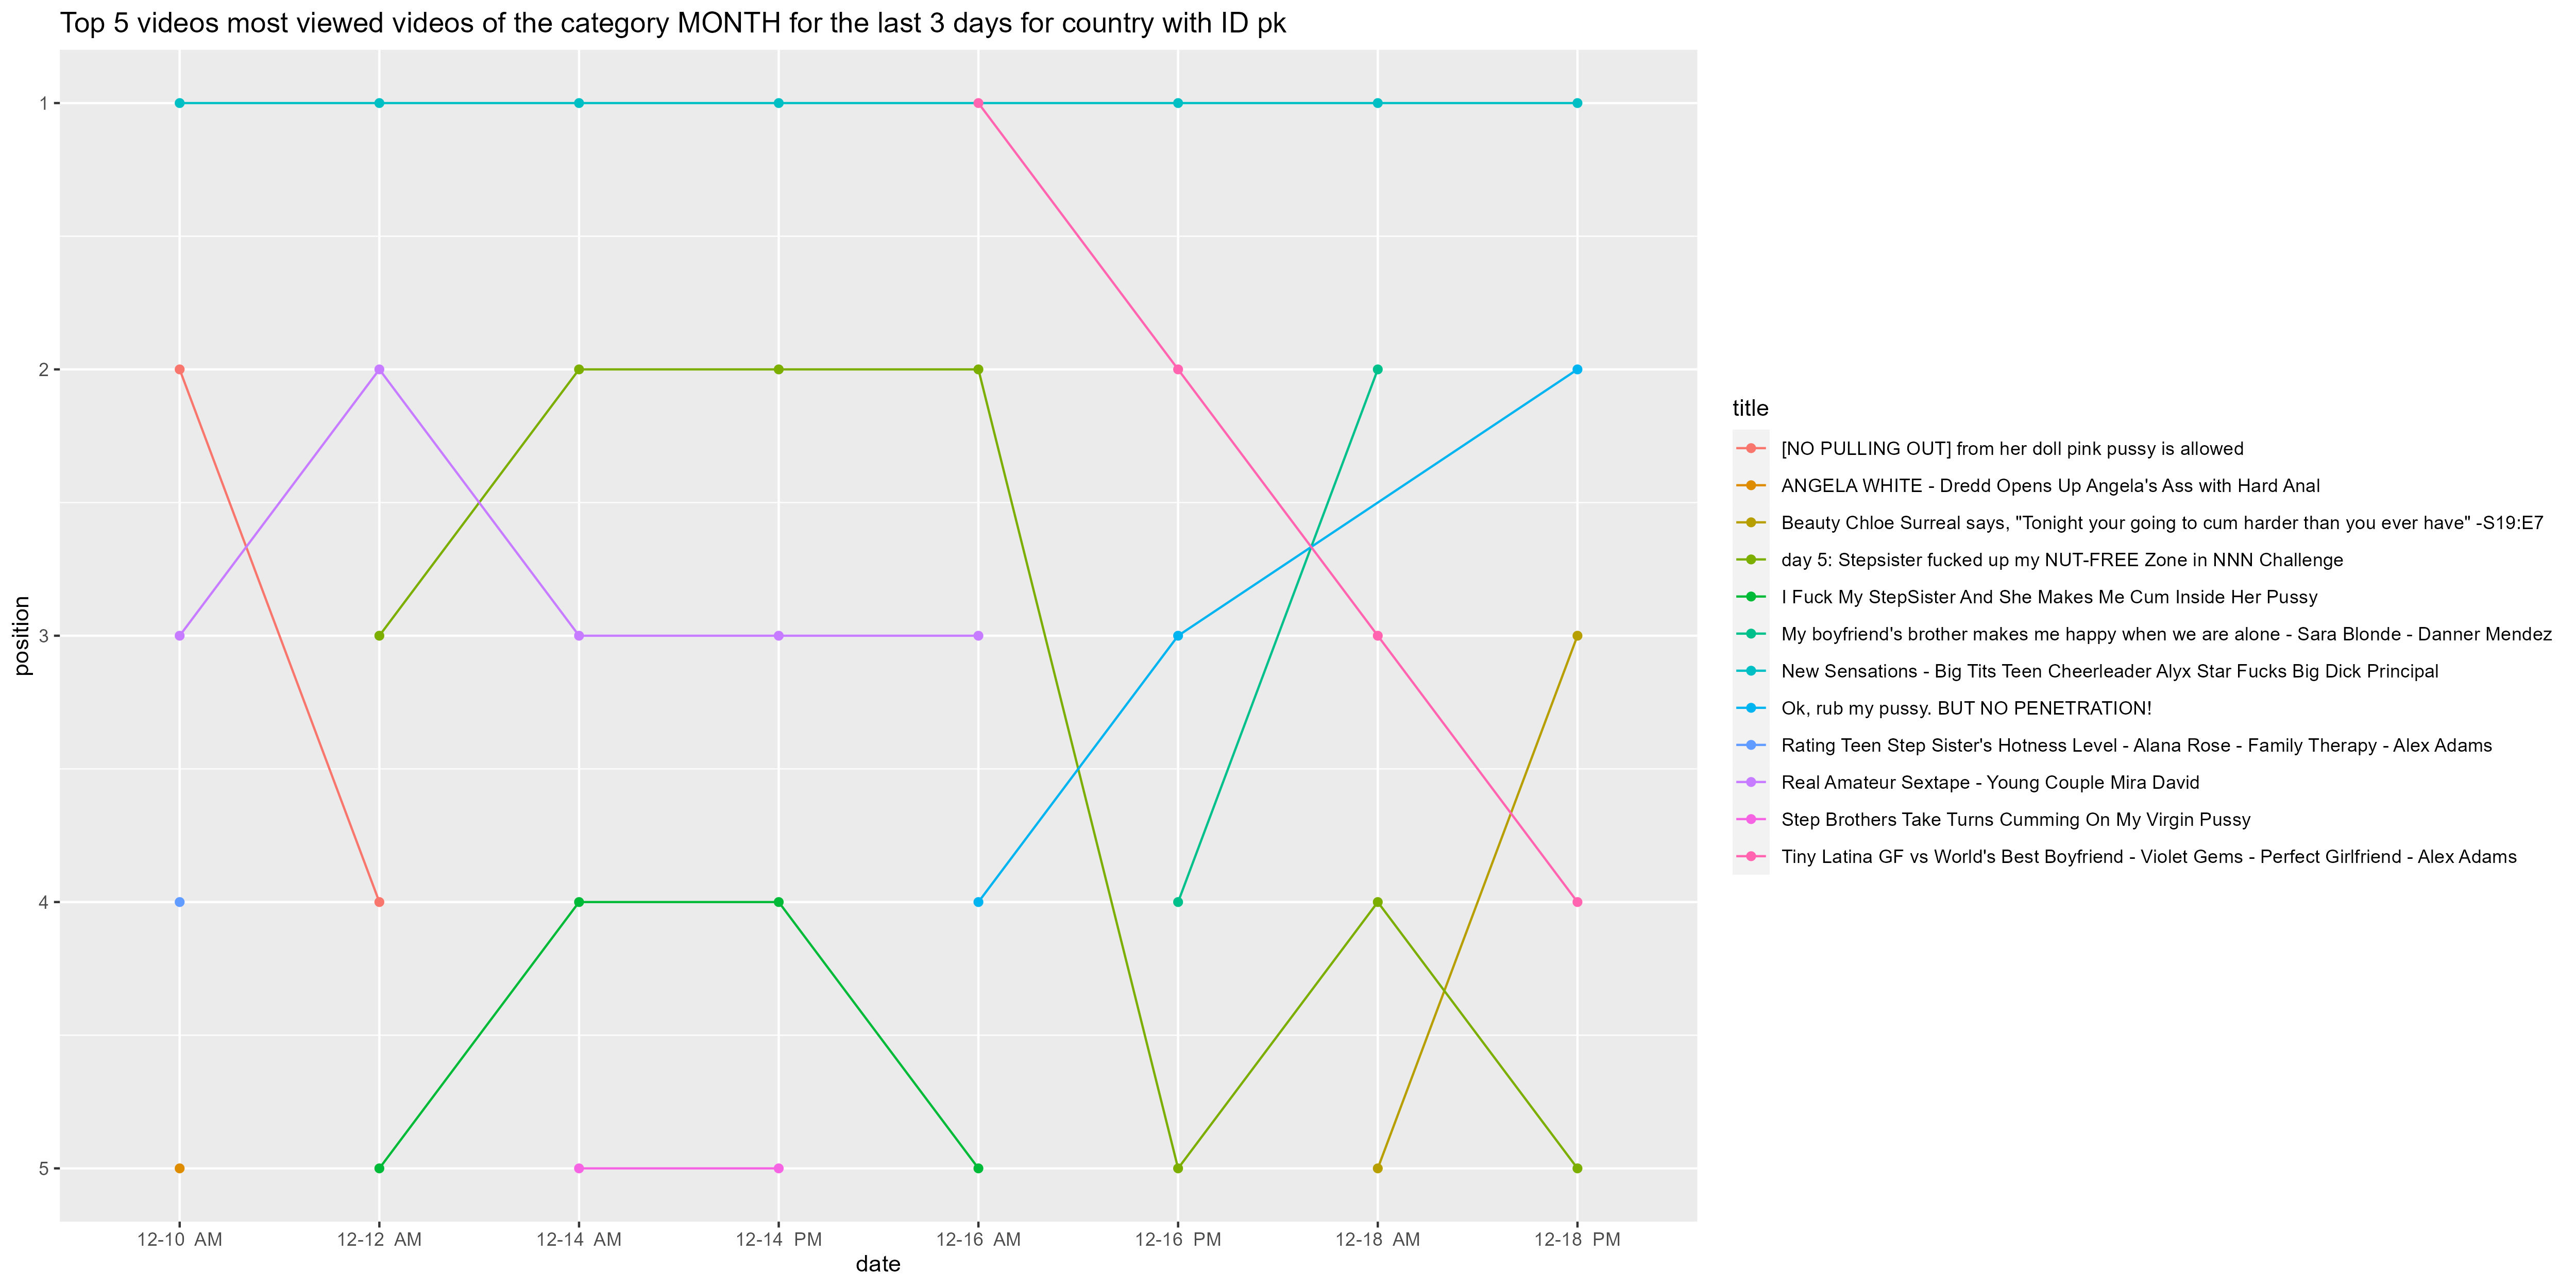 Top 5 videos most viewed videos of the category MONTH for the last 3 days for country with ID pk
position
1
2
3
4
5
12-10 AM
12-12 AM
12-14 AM
12-14 PM
12-16 AM
12-16 PM
12-18 AM
12-18 PM
date
title
[NO PULLING OUT] from her doll pink pussy is allowed
ANGELA WHITE - Dredd Opens Up Angela's Ass with Hard Anal
Beauty Chloe Surreal says, "Tonight your going to cum harder than you ever have" -S19:E7
day 5: Stepsister fucked up my NUT-FREE Zone in NNN Challenge
I Fuck My StepSister And She Makes Me Cum Inside Her Pussy
My boyfriend's brother makes me happy when we are alone - Sara Blonde - Danner Mendez
New Sensations - Big Tits Teen Cheerleader Alyx Star Fucks Big Dick Principal
Ok, rub my pussy. BUT NO PENETRATION!
Rating Teen Step Sister's Hotness Level - Alana Rose - Family Therapy - Alex Adams
Real Amateur Sextape - Young Couple Mira David
Step Brothers Take Turns Cumming On My Virgin Pussy
Tiny Latina GF vs World's Best Boyfriend - Violet Gems - Perfect Girlfriend - Alex Adams